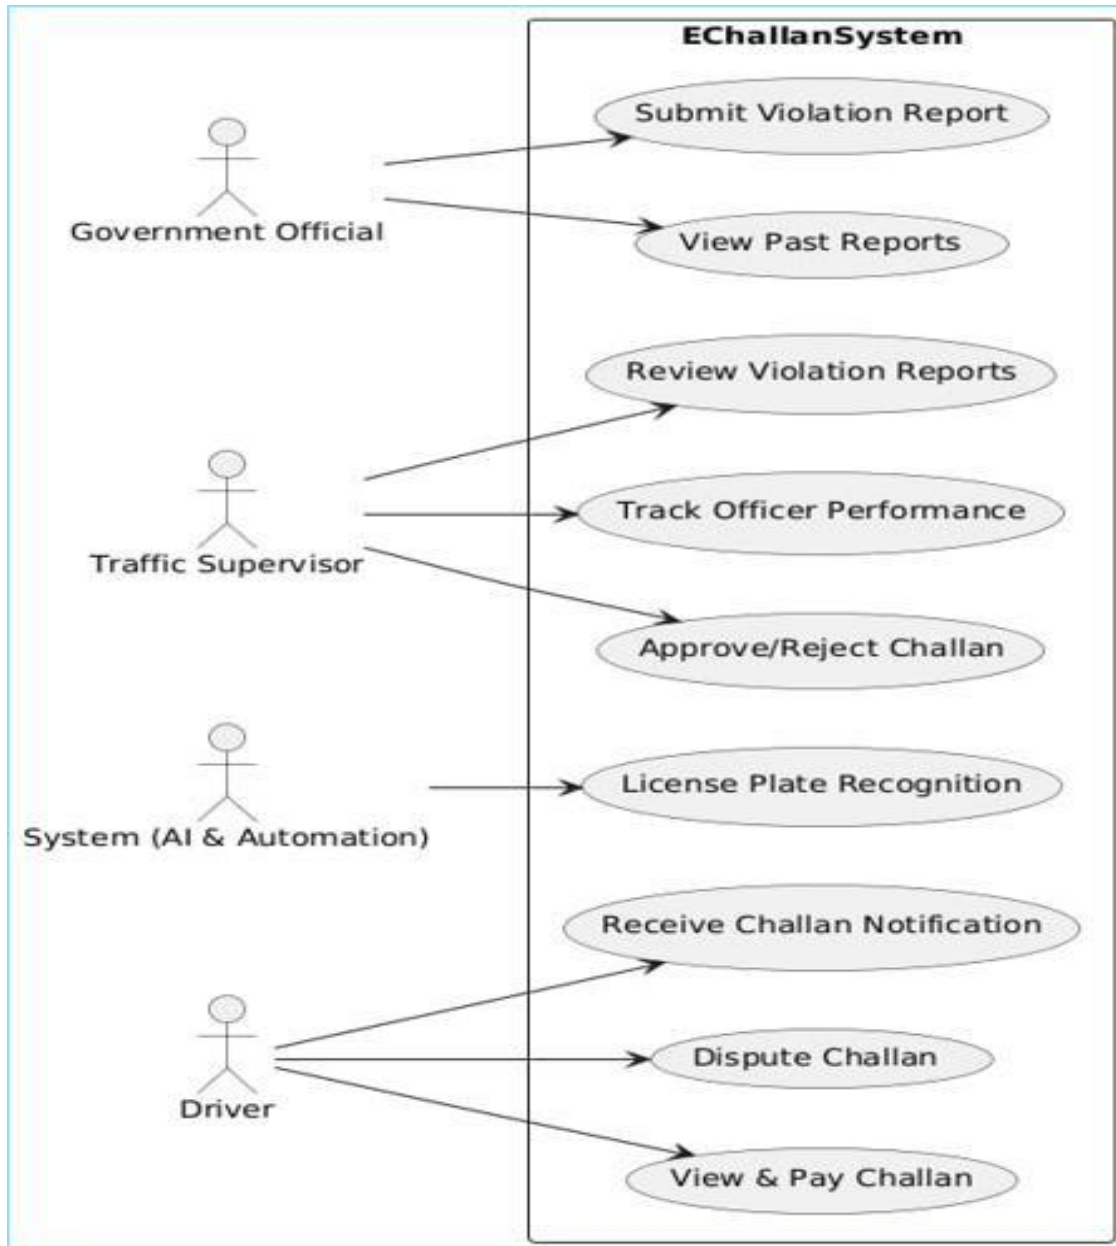 EChallanSystem
Submit Violation Report
Government Official
View Past Reports
Review Violation Reports
Track Officer Performance
Traffic Supervisor
Approve/Reject Challan
License Plate Recognition
System (AI & Automation)
Receive Challan Notification
Dispute Challan
Driver
View & Pay Challan